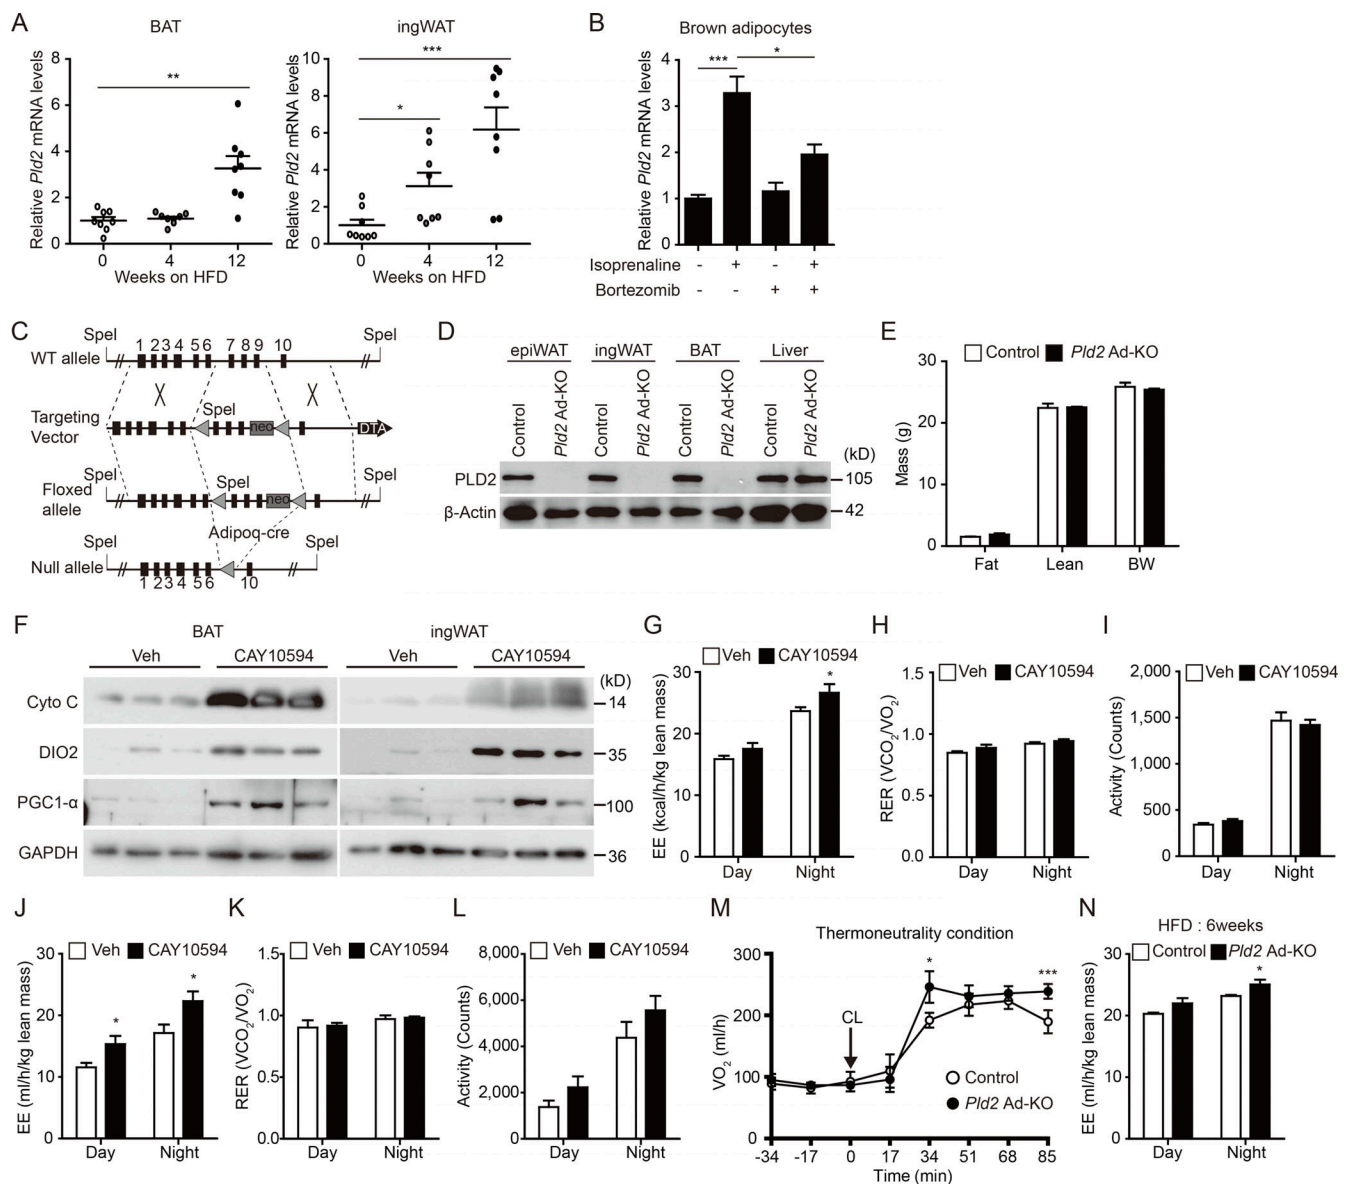 A
BAT
ingWAT
Relative Pld2 mRNA levels
8
6
4
2
0
**
0 4 12
Weeks on HFD
Relative Pld2 mRNA levels
10
8
6
4
2
0
***
*
0 4 12
Weeks on HFD
B
Brown adipocytes
Relative Pld2 mRNA levels
4
3
2
1
0
*** *
Isoprenaline - + - +
Bortezomib - - + +
C
SpeI SpeI
1 2 3 4 5 6 7 8 9 10
WT allele
Targeting
Vector
SpeI
neo
DTA
SpeI SpeI
Floxed
allele
SpeI
neo
Adipoq-cre
SpeI SpeI
Null allele
1 2 3 4 5 6 10
D
epiWAT ingWAT BAT Liver
Control
Pld2 Ad-KO
Control
Pld2 Ad-KO
Control
Pld2 Ad-KO
Control
Pld2 Ad-KO
(kD)
PLD2 105
β-Actin 42
E
Control Pld2 Ad-KO
Mass (g)
30
20
10
0
Fat Lean BW
F
BAT ingWAT
Veh CAY10594 Veh CAY10594
(kD)
Cyto C 14
DIO2 35
PGC1-α 100
GAPDH 36
G
Veh CAY10594
EE (kcal/h/kg lean mass)
30
20
10
0
*
Day Night
H
Veh CAY10594
RER (VCO2/VO2)
1.5
1.0
0.5
0.0
Day Night
I
Veh CAY10594
Activity (Counts)
2,000
1,500
1,000
500
0
Day Night
J
Veh CAY10594
EE (ml/h/kg lean mass)
30
20
10
0
* *
Day Night
K
Veh CAY10594
RER (VCO2/VO2)
1.5
1.0
0.5
0.0
Day Night
L
Veh CAY10594
Activity (Counts)
8,000
6,000
4,000
2,000
0
Day Night
M
Thermoneutrality condition
VO2 (ml/h)
300
200
100
0
CL
* ***
Control
Pld2 Ad-KO
-34 -17 0 17 34 51 68 85
Time (min)
N
HFD : 6weeks
Control Pld2 Ad-KO
EE (ml/h/kg lean mass)
30
20
10
0
*
Day Night